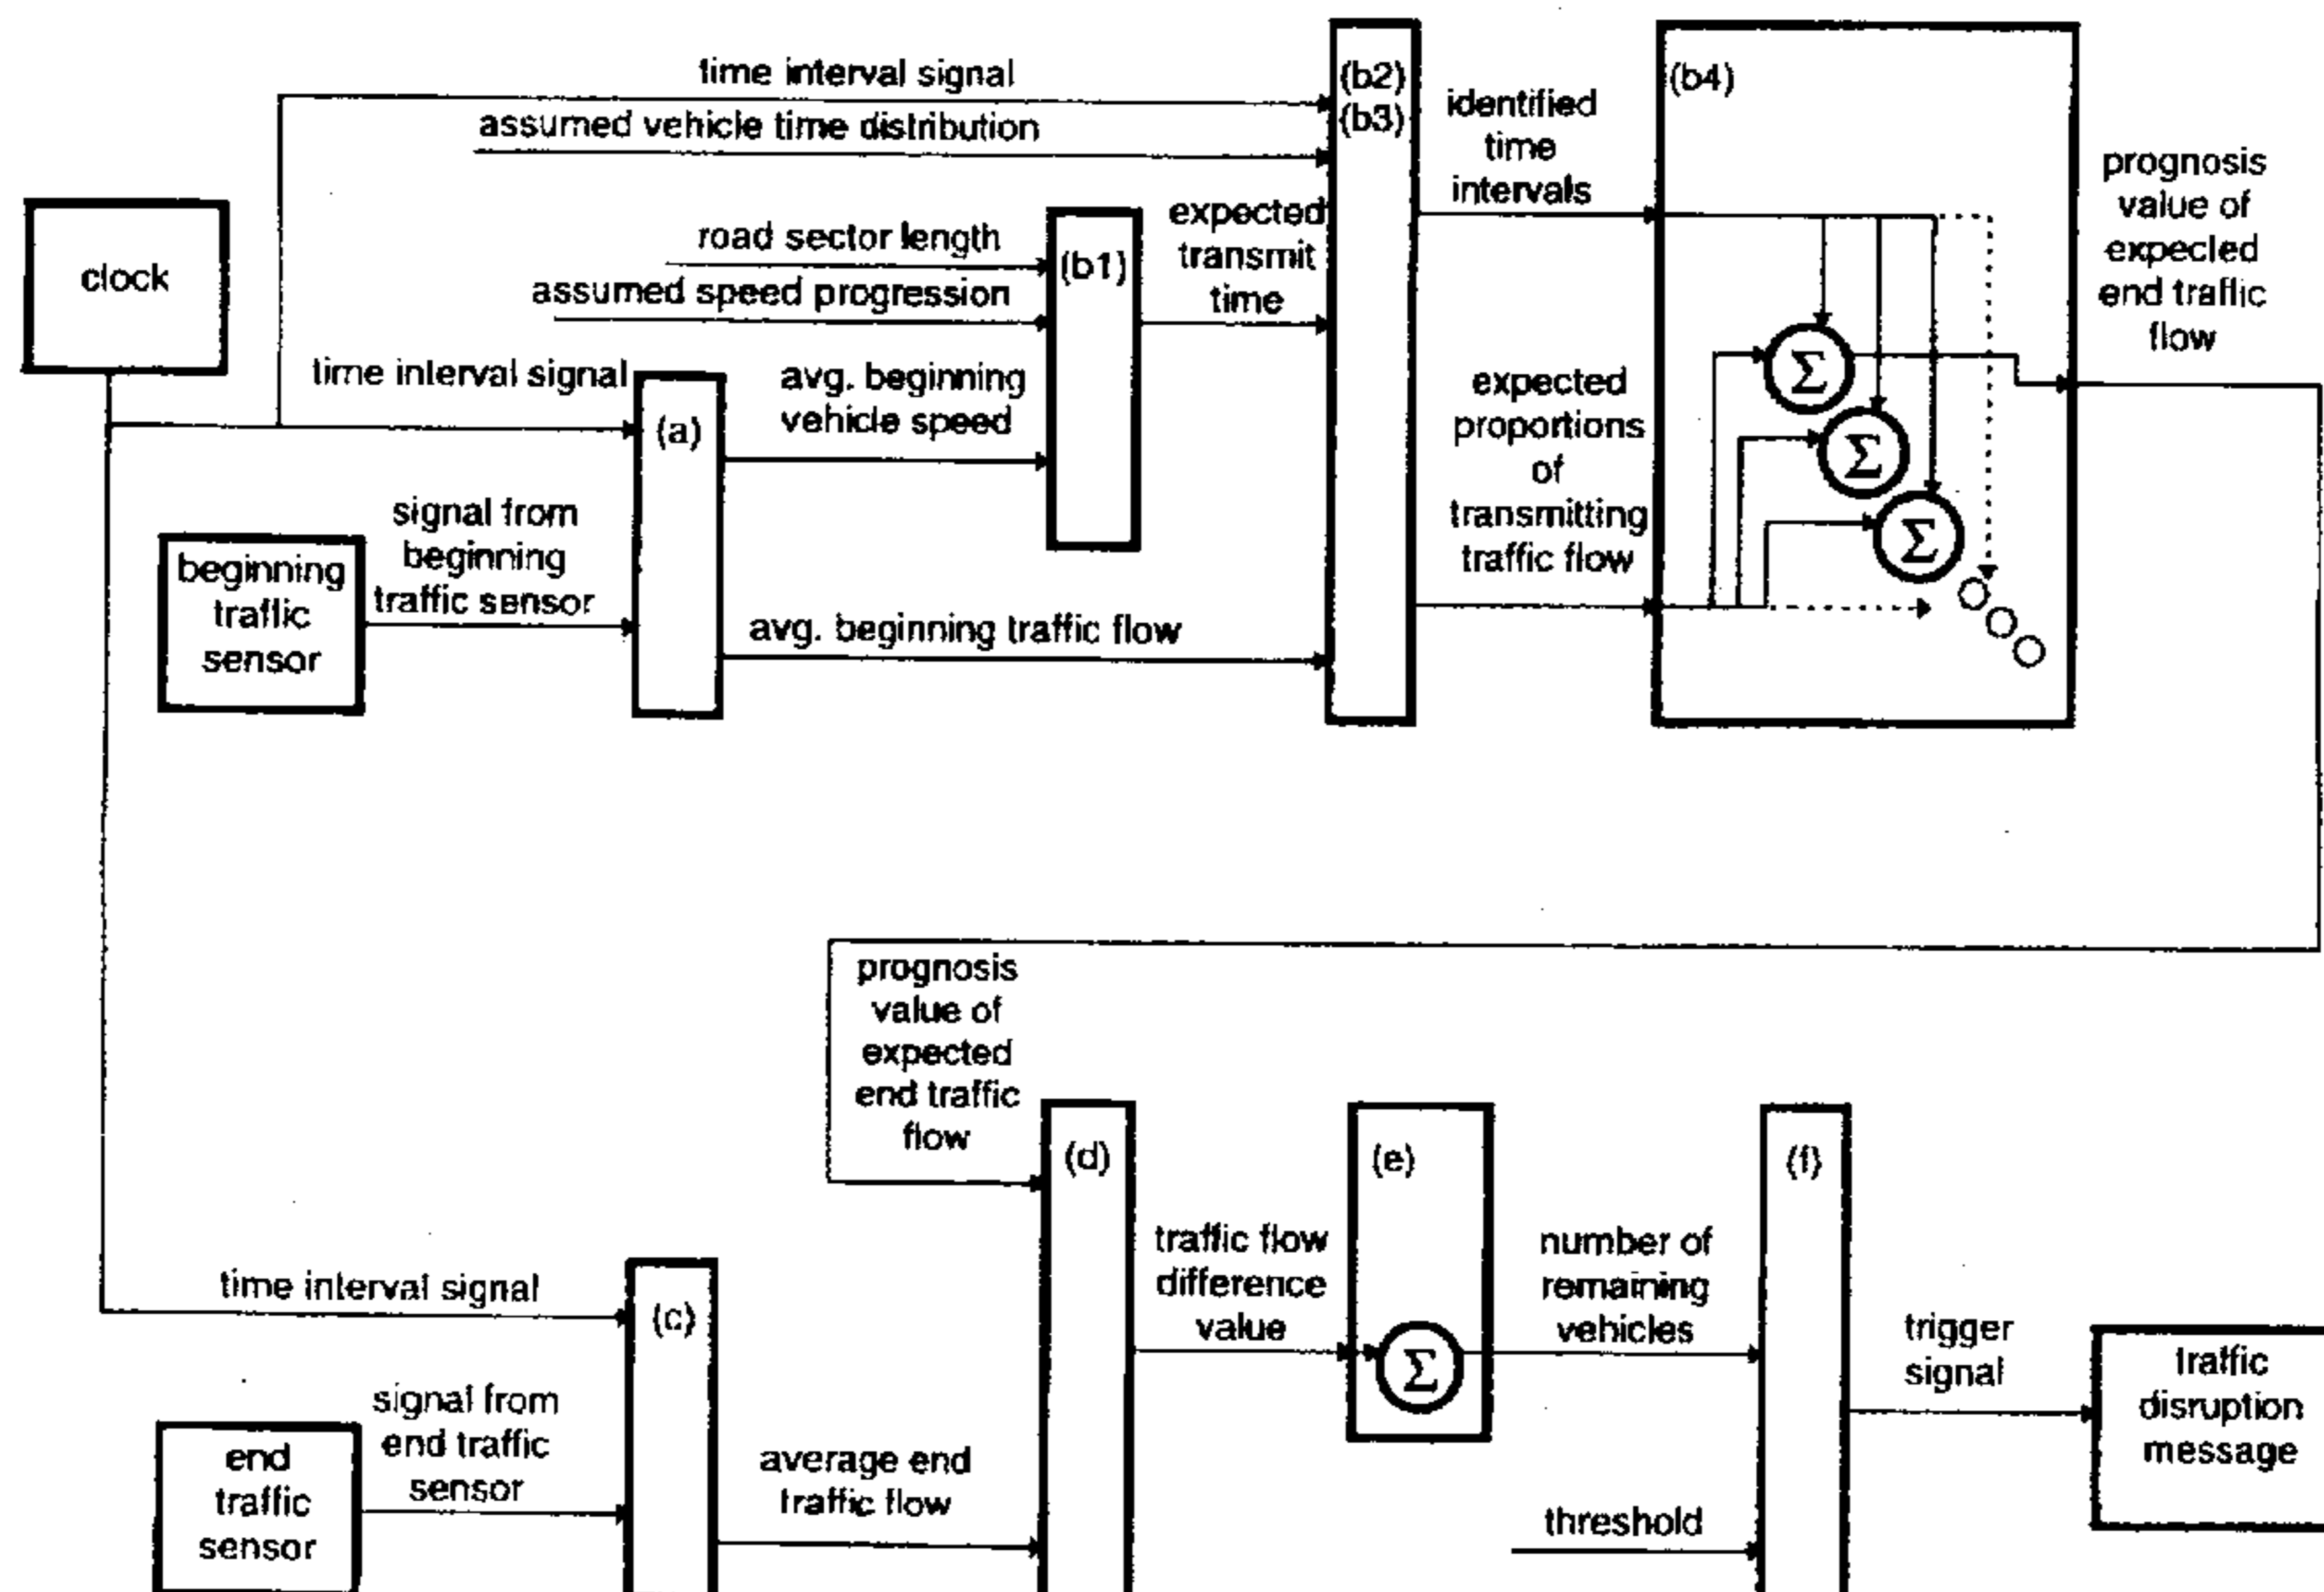 time interval signal
assumed vehicle time distribution
(b2)
(b3)
identified
time
intervals
(b4)
prognosis
value of
expected
end traffic
flow
clock
road sector length
assumed speed progression
(b1)
expected
transmit
time
time interval signal
(a)
avg. beginning
vehicle speed
expected
proportions
of
transmitting
traffic flow
Σ
Σ
Σ
beginning
traffic
sensor
signal from
beginning
traffic sensor
avg. beginning traffic flow
prognosis
value of
expected
end traffic
flow
(d)
(e)
(f)
time interval signal
(c)
traffic flow
difference
value
Σ
number of
remaining
vehicles
trigger
signal
traffic
disruption
message
end
traffic
sensor
signal from
end traffic
sensor
average end
traffic flow
threshold